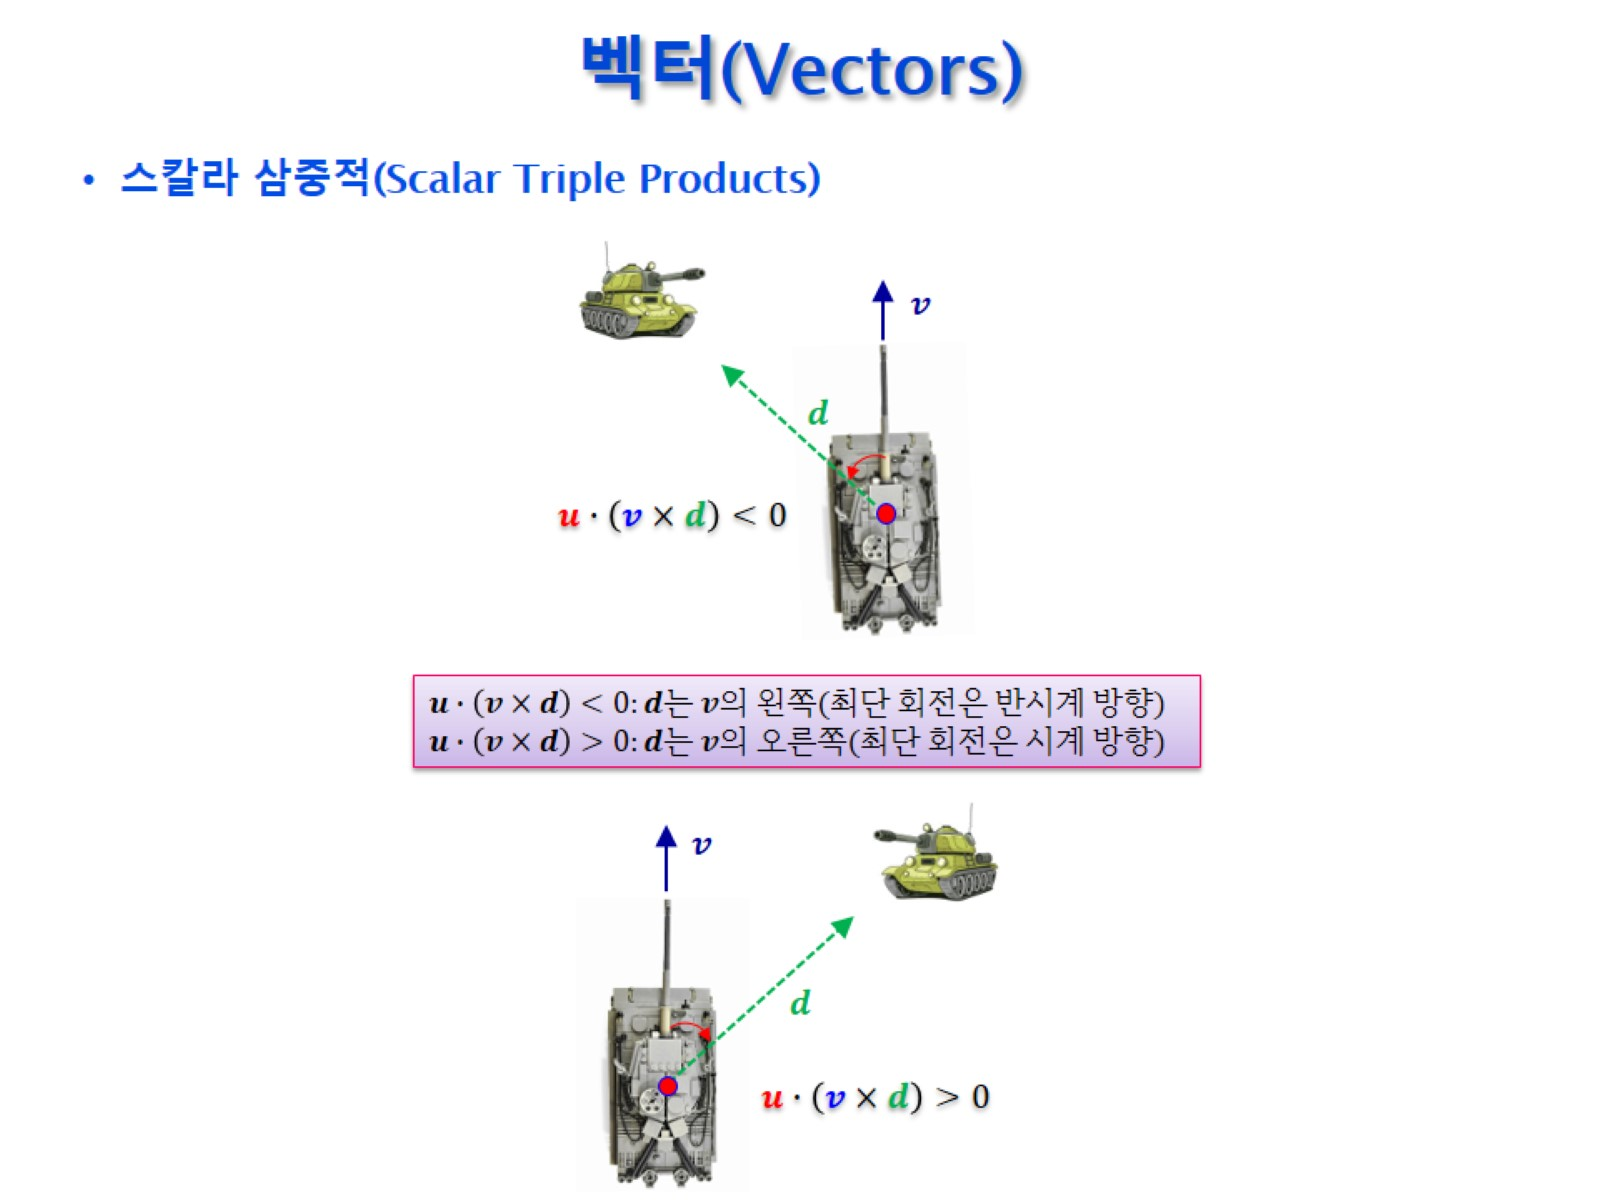 벡터(Vectors)
• 스칼라 삼중적(Scalar Triple Products)
v
d
u · (v × d) < 0
u · (v × d) < 0: d는 v의 왼쪽(최단 회전은 반시계 방향)
u · (v × d) > 0: d는 v의 오른쪽(최단 회전은 시계 방향)
v
d
u · (v × d) > 0